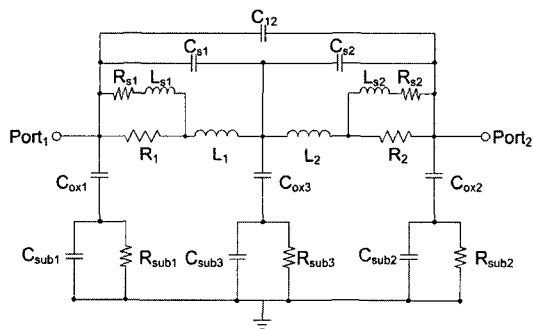 C12
Cs1 Cs2
Rs1 Ls1 Ls2 Rs2
Port1 R1 L1 L2 R2 Port2
Cox1 Cox3 Cox2
Csub1 Rsub1 Csub3 Rsub3 Csub2 Rsub2